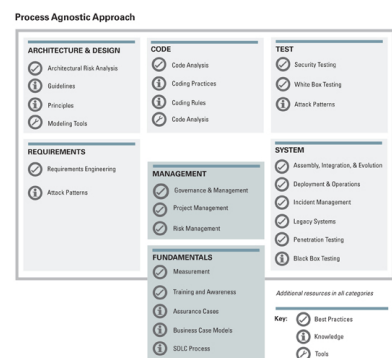 Process Agnostic Approach
ARCHITECTURE & DESIGN
Architectural Risk Analysis
Guidelines
Principles
Modeling Tools
CODE
Code Analysis
Coding Practices
Coding Rules
Code Analysis
TEST
Security Testing
White Box Testing
Attack Patterns
REQUIREMENTS
Requirements Engineering
Attack Patterns
MANAGEMENT
Governance & Management
Project Management
Risk Management
SYSTEM
Assembly, Integration, & Evolution
Deployment & Operations
Incident Management
Legacy Systems
Penetration Testing
Block Box Testing
FUNDAMENTALS
Measurement
Training and Awareness
Assurance Cases
Business Case Models
SDLC Process
Additional resources in all categories
Key:
Best Practices
Knowledge
Tools